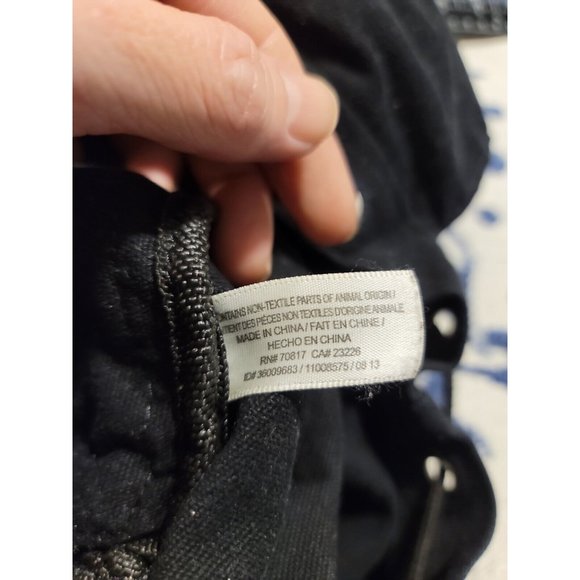 CONTAINS NON-TEXTILE PARTS OF ANIMAL ORIGIN /
DES PIÈCES NON TEXTILES D'ORIGINE ANIMALE
MADE IN CHINA / FAIT EN CHINE /
HECHO EN CHINA
RN# 70817 CA# 23226
ID# 36009683 / 11008575 / 08 13